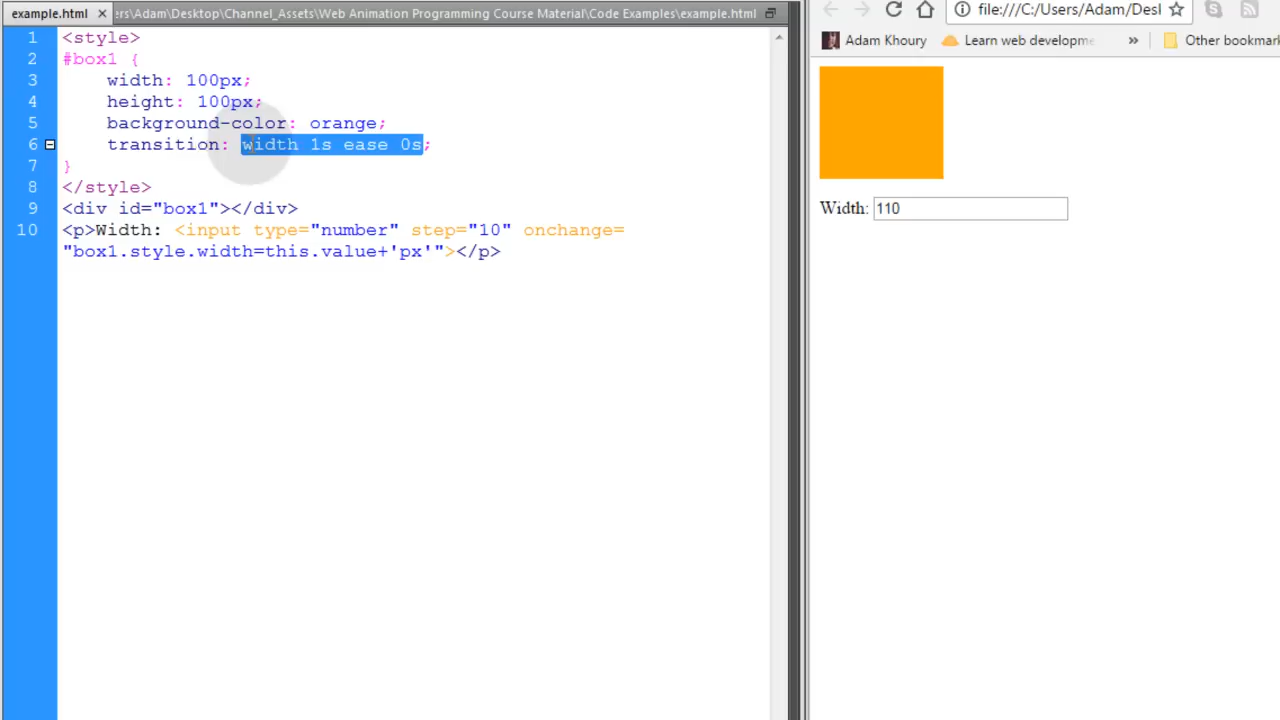 example.html
ers\Adam\Desktop\Channel_Assets\Web Animation Programming Course Material\Code Examples\example.html
file:///C:/Users/Adam/Desl
Adam Khoury
Learn web developme
»
Other bookmar
1 <style>
2 #box1 {
3 width: 100px;
4 height: 100px;
5 background-color: orange;
6 transition: width 1s ease 0s;
7 }
8 </style>
9 <div id="box1"></div>
10 <p>Width: <input type="number" step="10" onchange=
"box1.style.width=this.value+'px'"></p>
Width: 110